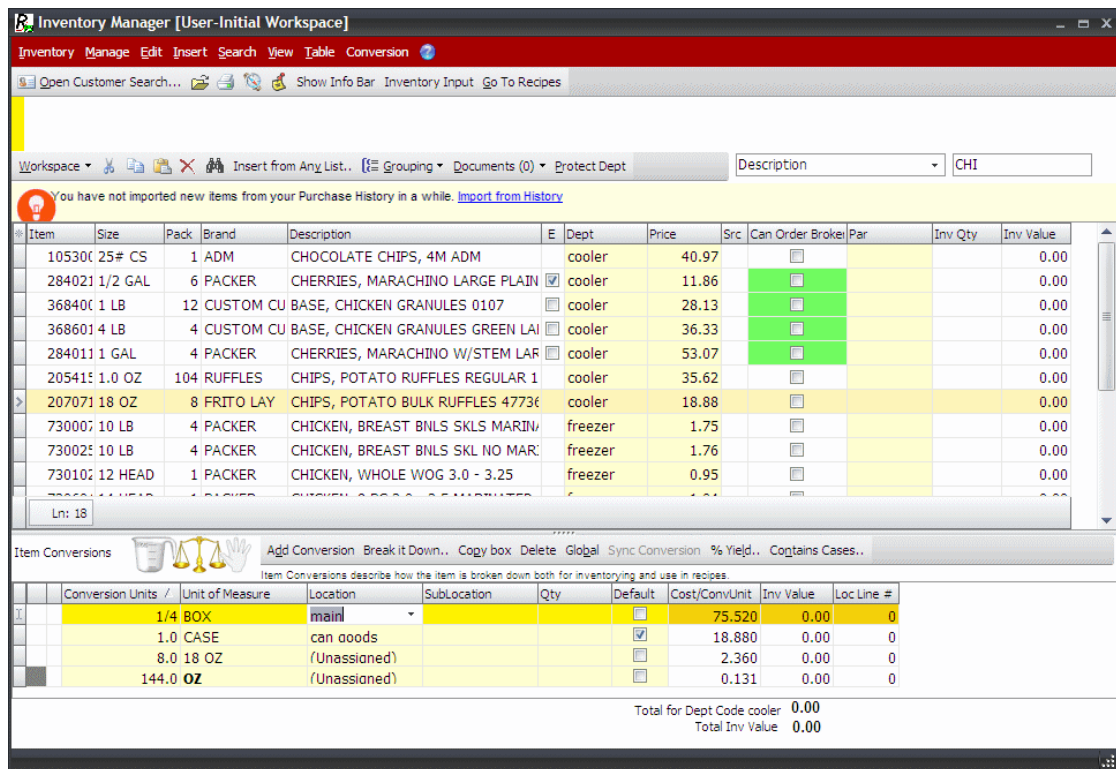 Inventory Manager [User-Initial Workspace]
Inventory Manage Edit Insert Search View Table Conversion
Open Customer Search... Show Info Bar Inventory Input Go To Recipes
Workspace Insert from Any List.. Grouping Documents (0) Protect Dept Description CHI
You have not imported new items from your Purchase History in a while. Import from History
Item Size Pack Brand Description E Dept Price Src Can Order Broken Par Inv Qty Inv Value
105300 25# CS 1 ADM CHOCOLATE CHIPS, 4M ADM cooler 40.97 0.00
284021 1/2 GAL 6 PACKER CHERRIES, MARACHINO LARGE PLAIN cooler 11.86 0.00
368400 1 LB 12 CUSTOM CU BASE, CHICKEN GRANULES 0107 cooler 28.13 0.00
368601 4 LB 4 CUSTOM CU BASE, CHICKEN GRANULES GREEN LAI cooler 36.33 0.00
284011 1 GAL 4 PACKER CHERRIES, MARACHINO W/STEM LAR cooler 53.07 0.00
205415 1.0 OZ 104 RUFFLES CHIPS, POTATO RUFFLES REGULAR 1 cooler 35.62 0.00
207071 18 OZ 8 FRITO LAY CHIPS, POTATO BULK RUFFLES 47736 cooler 18.88 0.00
730007 10 LB 4 PACKER CHICKEN, BREAST BNLS SKLS MARIN freezer 1.75 0.00
730025 10 LB 4 PACKER CHICKEN, BREAST BNLS SKL NO MAR freezer 1.76 0.00
730102 12 HEAD 1 PACKER CHICKEN, WHOLE WOG 3.0 - 3.25 freezer 0.95 0.00
Ln: 18
Item Conversions Add Conversion Break it Down.. Copy box Delete Global Sync Conversion % Yield.. Contains Cases..
Item Conversions describe how the item is broken down both for inventorying and use in recipes.
Conversion Units Unit of Measure Location SubLocation Qty Default Cost/ConvUnit Inv Value Loc Line #
1/4 BOX main 75.520 0.00 0
1.0 CASE can goods 18.880 0.00 0
8.0 18 OZ (Unassigned) 2.360 0.00 0
144.0 OZ (Unassigned) 0.131 0.00 0
Total for Dept Code cooler 0.00
Total Inv Value 0.00